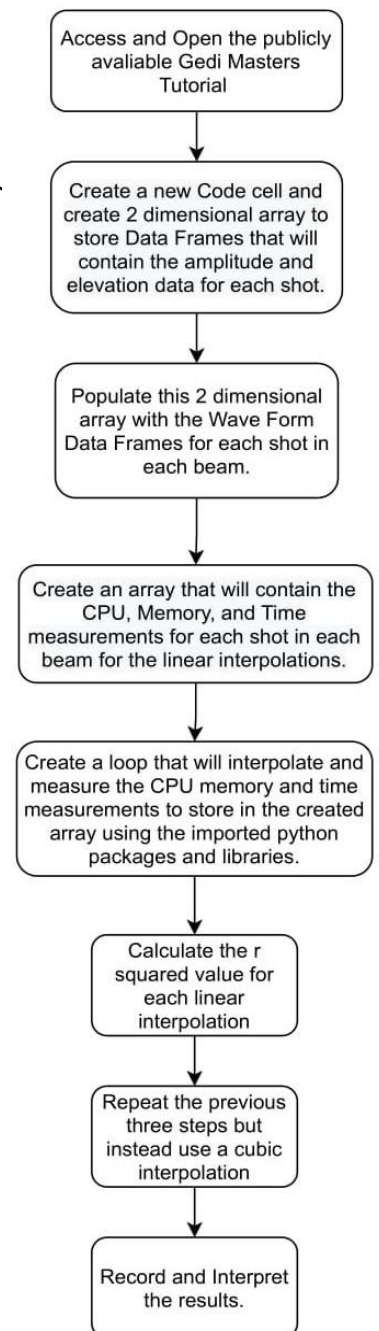 Access and Open the publicly
avaliable Gedi Masters
Tutorial
Create a new Code cell and
create 2 dimensional array to
store Data Frames that will
contain the amplitude and
elevation data for each shot.
Populate this 2 dimensional
array with the Wave Form
Data Frames for each shot in
each beam.
Create an array that will contain the
CPU, Memory, and Time
measurements for each shot in each
beam for the linear interpolations.
Create a loop that will interpolate and
measure the CPU memory and time
measurements to store in the created
array using the imported python
packages and libraries.
Calculate the r
squared value for
each linear
interpolation
Repeat the previous
three steps but
instead use a cubic
interpolation
Record and Interpret
the results.